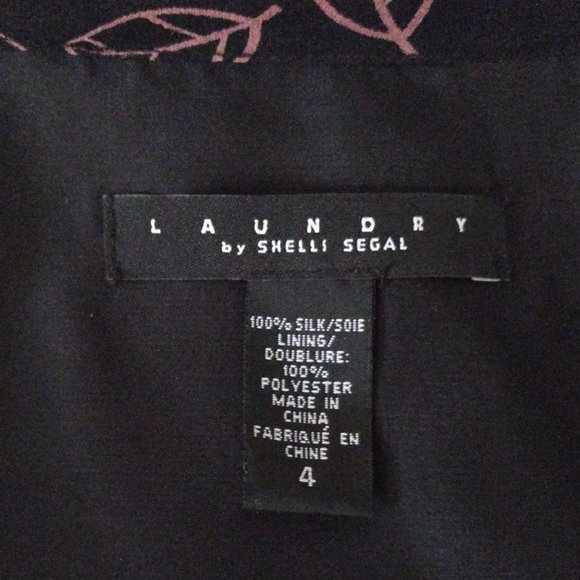 LAUNDRY
by SHELLI SEGAL
100% SILK/SOIE
LINING/
DOUBLURE:
100%
POLYESTER
MADE IN
CHINA
FABRIQUÉ EN
CHINE
4